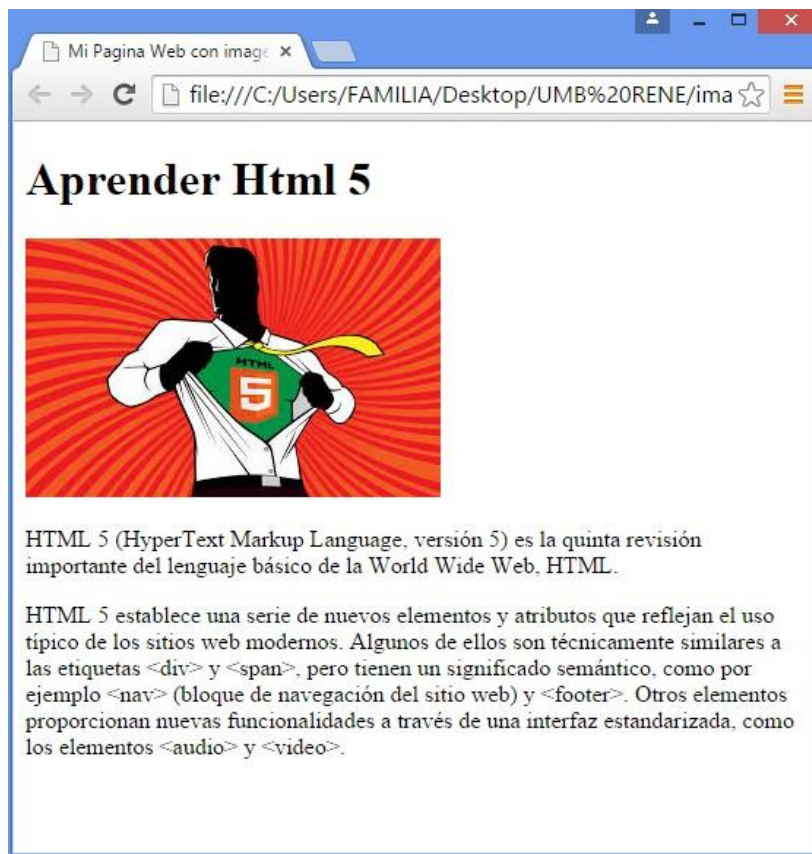 Mi Pagina Web con image
file:///C:/Users/FAMILIA/Desktop/UMB%20RENE/ima
Aprender Html 5
HTML
5
HTML 5 (HyperText Markup Language, versión 5) es la quinta revisión
importante del lenguaje básico de la World Wide Web, HTML.
HTML 5 establece una serie de nuevos elementos y atributos que reflejan el uso
típico de los sitios web modernos. Algunos de ellos son técnicamente similares a
las etiquetas <div> y <span>, pero tienen un significado semántico, como por
ejemplo <nav> (bloque de navegación del sitio web) y <footer>. Otros elementos
proporcionan nuevas funcionalidades a través de una interfaz estandarizada, como
los elementos <audio> y <video>.